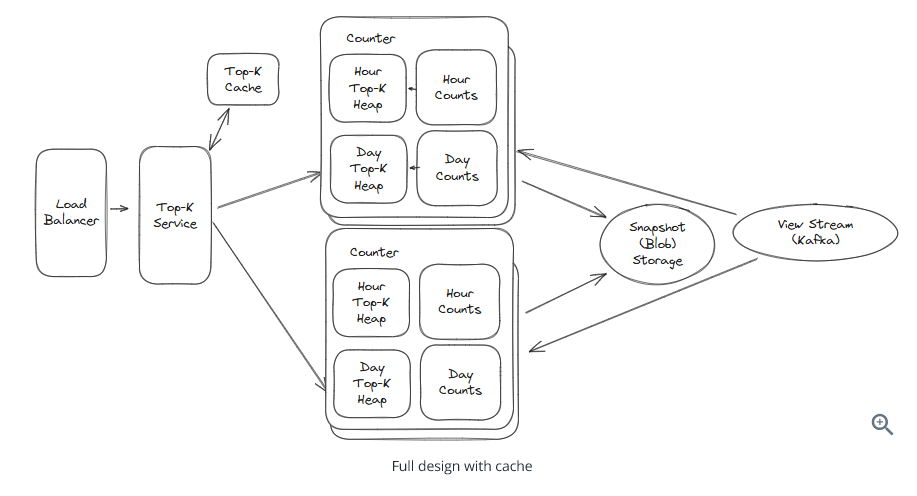 Top-K
Cache
Load
Balancer
Top-K
Service
Counter
Hour
Top-K
Heap
Hour
Counts
Day
Top-K
Heap
Day
Counts
Counter
Hour
Top-K
Heap
Hour
Counts
Day
Top-K
Heap
Day
Counts
Snapshot
(Blob)
Storage
View Stream
(Kafka)
Full design with cache